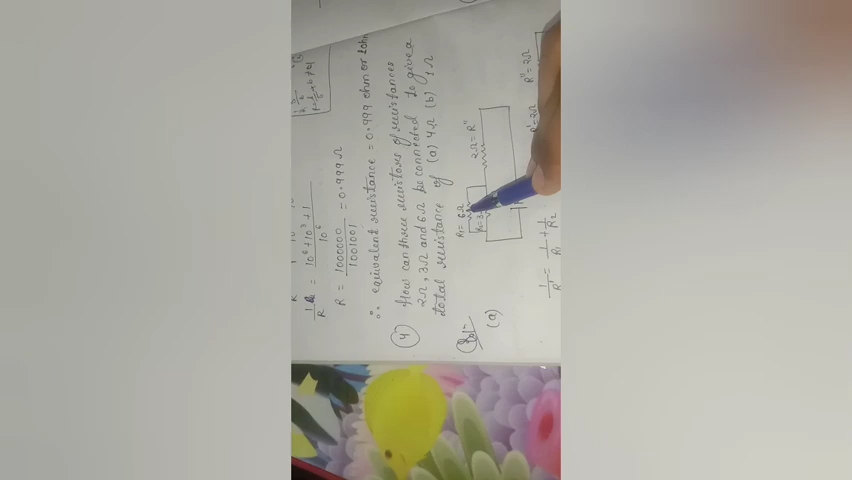 R
1/R = 10⁶ + 10³ + 1 / 10⁶
R = 1000000 / 1001001 = 0.999 Ω
∴ equivalent resistance = 0.999 ohm or 1ohm
(4) How can three resistors of resistances
2Ω, 3Ω and 6Ω be connected to give a
total resistance of (a) 4Ω (b) 1Ω
Sol-
(a)
R₁ = 6Ω
2Ω = R"
R'=2Ω R"=2Ω
1/R' = 1/R₁ + 1/R₂